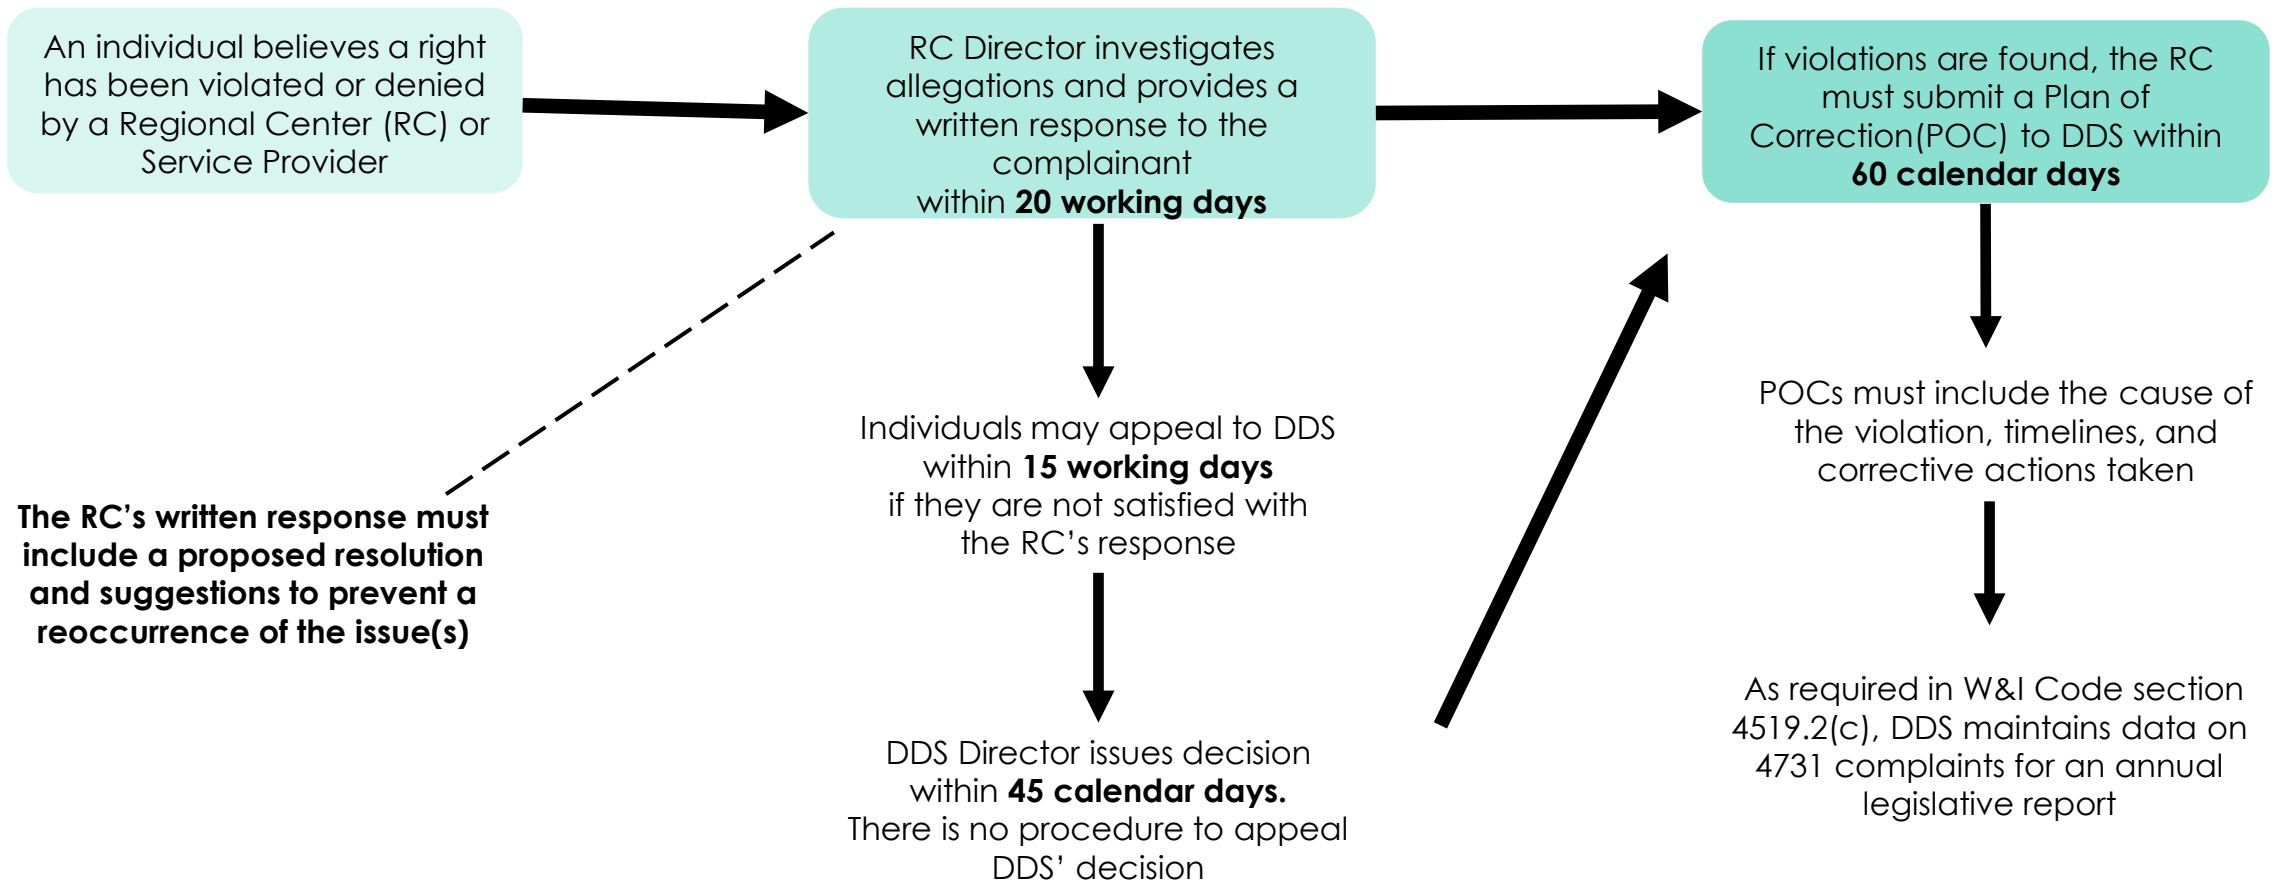 An individual believes a right
has been violated or denied
by a Regional Center (RC) or
Service Provider
RC Director investigates
allegations and provides a
written response to the
complainant
within 20 working days
If violations are found, the RC
must submit a Plan of
Correction(POC) to DDS within
60 calendar days
The RC’s written response must
include a proposed resolution
and suggestions to prevent a
reoccurrence of the issue(s)
Individuals may appeal to DDS
within 15 working days
if they are not satisfied with
the RC’s response
DDS Director issues decision
within 45 calendar days.
There is no procedure to appeal
DDS’ decision
POCs must include the cause of
the violation, timelines, and
corrective actions taken
As required in W&I Code section
4519.2(c), DDS maintains data on
4731 complaints for an annual
legislative report